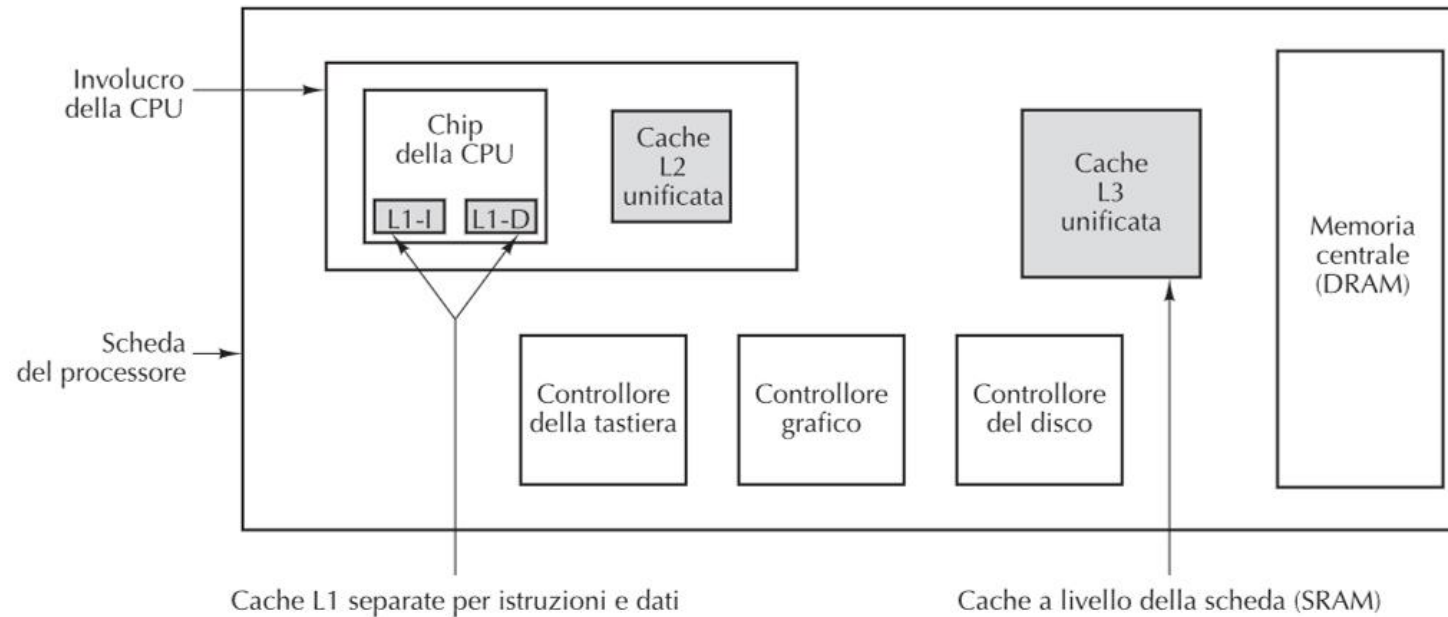 Involucro
della CPU
Chip
della CPU
L1-I
L1-D
Cache
L2
unificata
Cache
L3
unificata
Memoria
centrale
(DRAM)
Scheda
del processore
Controllore
della tastiera
Controllore
grafico
Controllore
del disco
Cache L1 separate per istruzioni e dati
Cache a livello della scheda (SRAM)